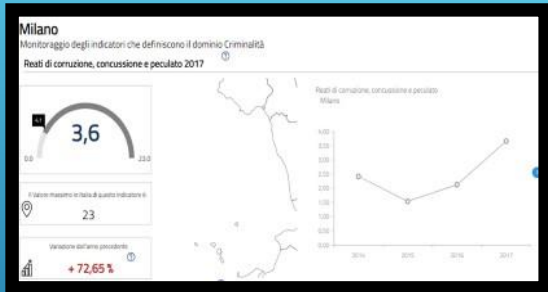 Milano
Monitoraggio degli indicatori che definiscono il dominio Criminalità
Reati di corruzione, concussione e peculato 2017
4,1
3,6
0.0
23.0
Il Valore massimo in Italia di questo indicatore è
23
Variazione dall'anno precedente
+ 72,65 %
Reati di corruzione, concussione e peculato
Milano
4,00
3,50
3,00
2,50
2,00
1,50
1,00
0,50
0,00
2014
2015
2016
2017